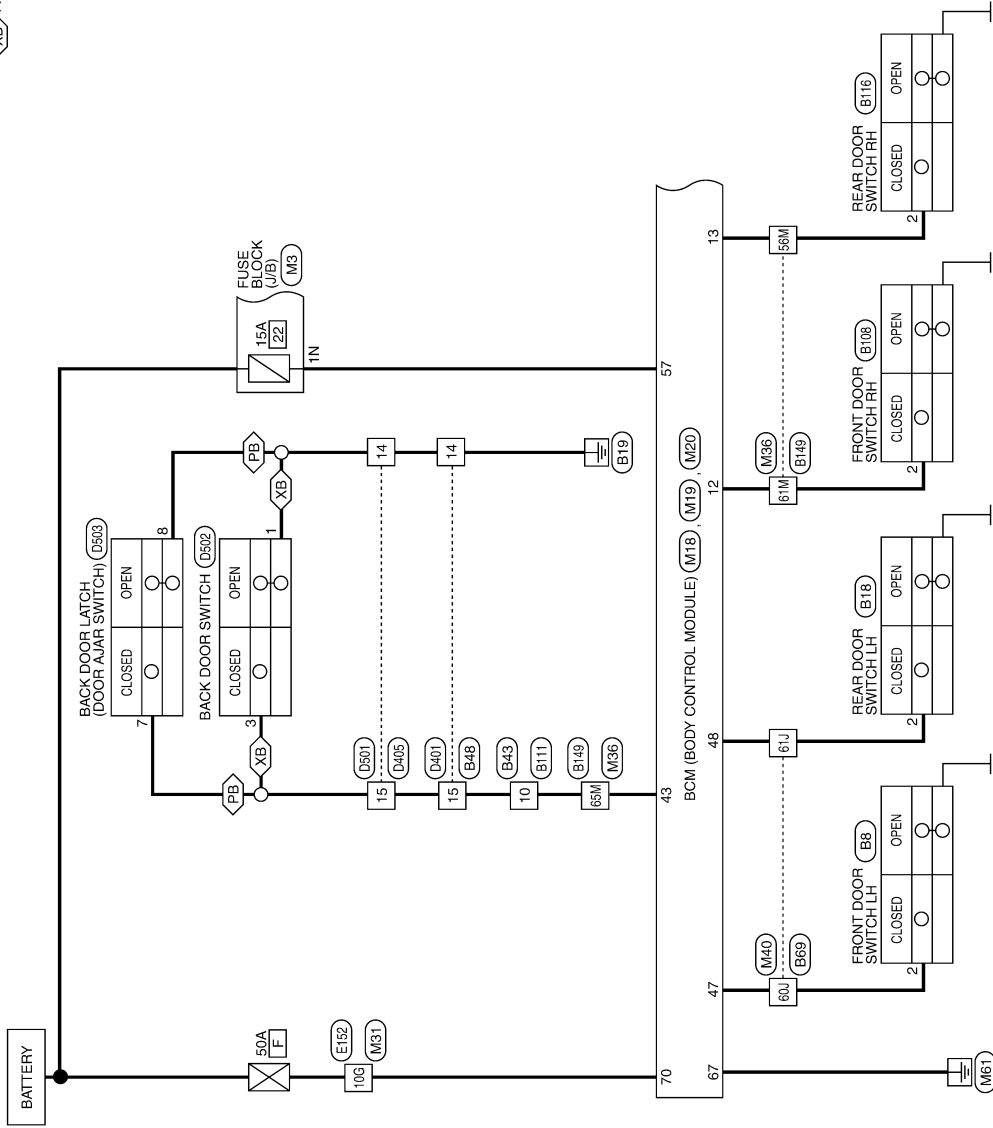 XB
BATTERY
50A
F
E152
10G
M31
FUSE
BLOCK
(J/B)
M3
15A
22
1N
BACK DOOR LATCH
(DOOR AJAR SWITCH)
D503
CLOSED
OPEN
7
8
BACK DOOR SWITCH
D502
CLOSED
OPEN
3
1
PB
XB
PB
XB
15
D501
D405
14
15
D401
B48
14
10
B43
B111
65M
B149
M36
B19
70
43
57
BCM (BODY CONTROL MODULE) M18 , M19 , M20
67
47
48
12
13
M61
60J
M40
B69
61J
61M
M36
B149
56M
FRONT DOOR
SWITCH LH
B8
CLOSED
OPEN
2
REAR DOOR
SWITCH LH
B18
CLOSED
OPEN
2
FRONT DOOR
SWITCH RH
B108
CLOSED
OPEN
2
REAR DOOR
SWITCH RH
B116
CLOSED
OPEN
2